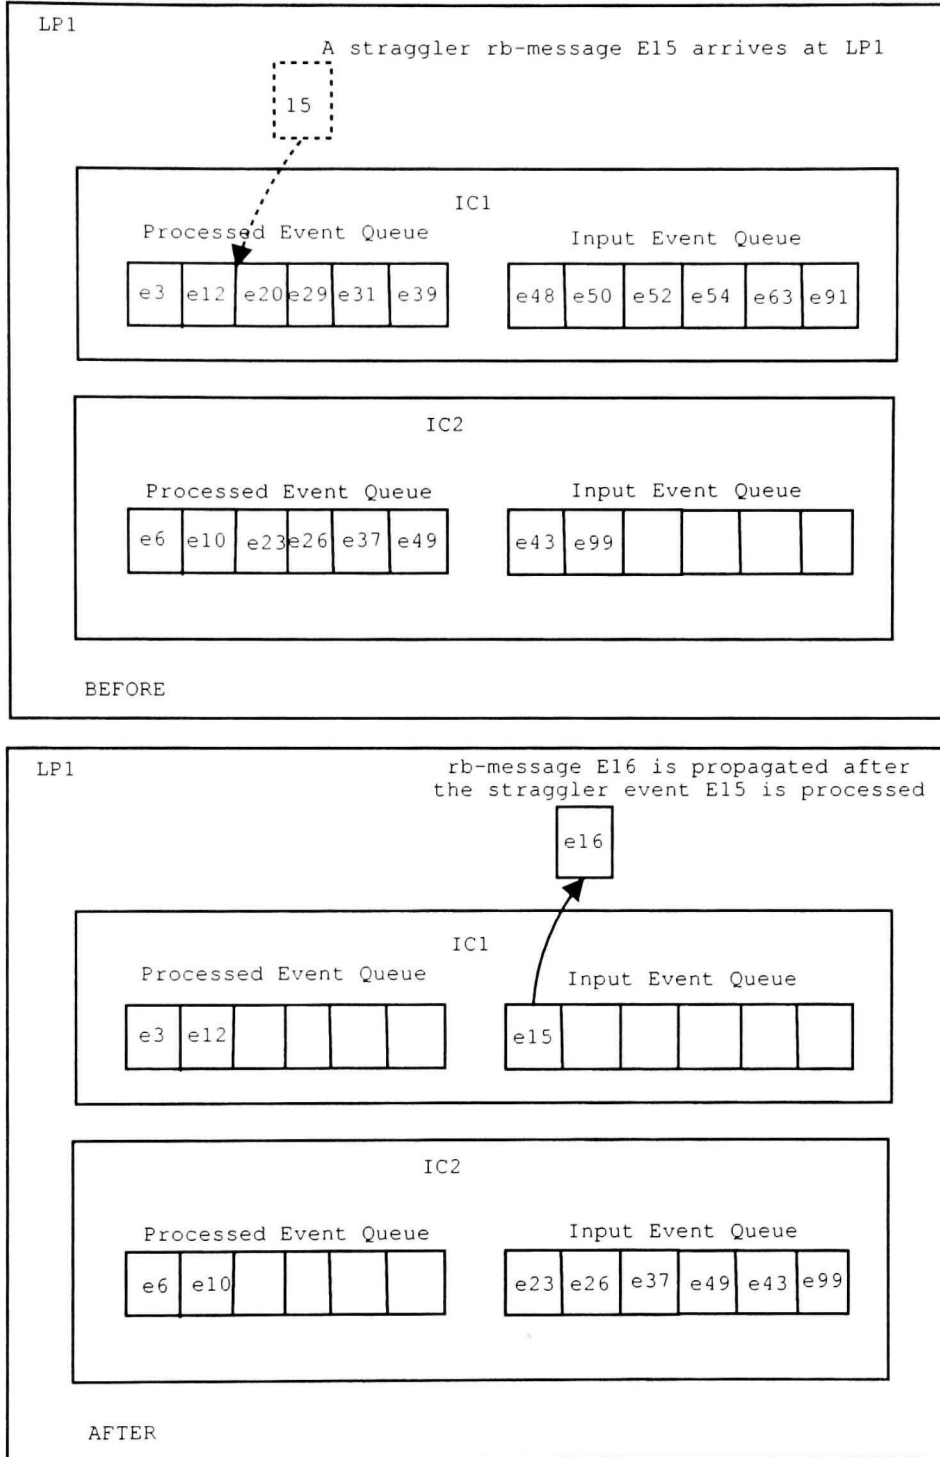 LP1
A straggler rb-message E15 arrives at LP1
15
IC1
Processed Event Queue Input Event Queue
e3 e12 e20 e29 e31 e39 e48 e50 e52 e54 e63 e91
IC2
Processed Event Queue Input Event Queue
e6 e10 e23 e26 e37 e49 e43 e99
BEFORE
LP1
rb-message E16 is propagated after
the straggler event E15 is processed
e16
IC1
Processed Event Queue Input Event Queue
e3 e12 e15
IC2
Processed Event Queue Input Event Queue
e6 e10 e23 e26 e37 e49 e43 e99
AFTER